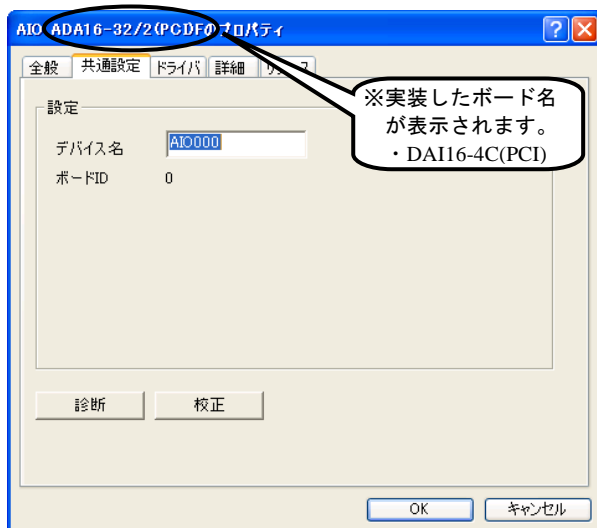 AIO ADA16-32/2(PCI)Fのプロパティ
全般 共通設定 ドライバ 詳細
※実装したボード名
が表示されます。
・DAI16-4C(PCI)
設定
デバイス名 AIO000
ボードID 0
診断 校正
OK キャンセル